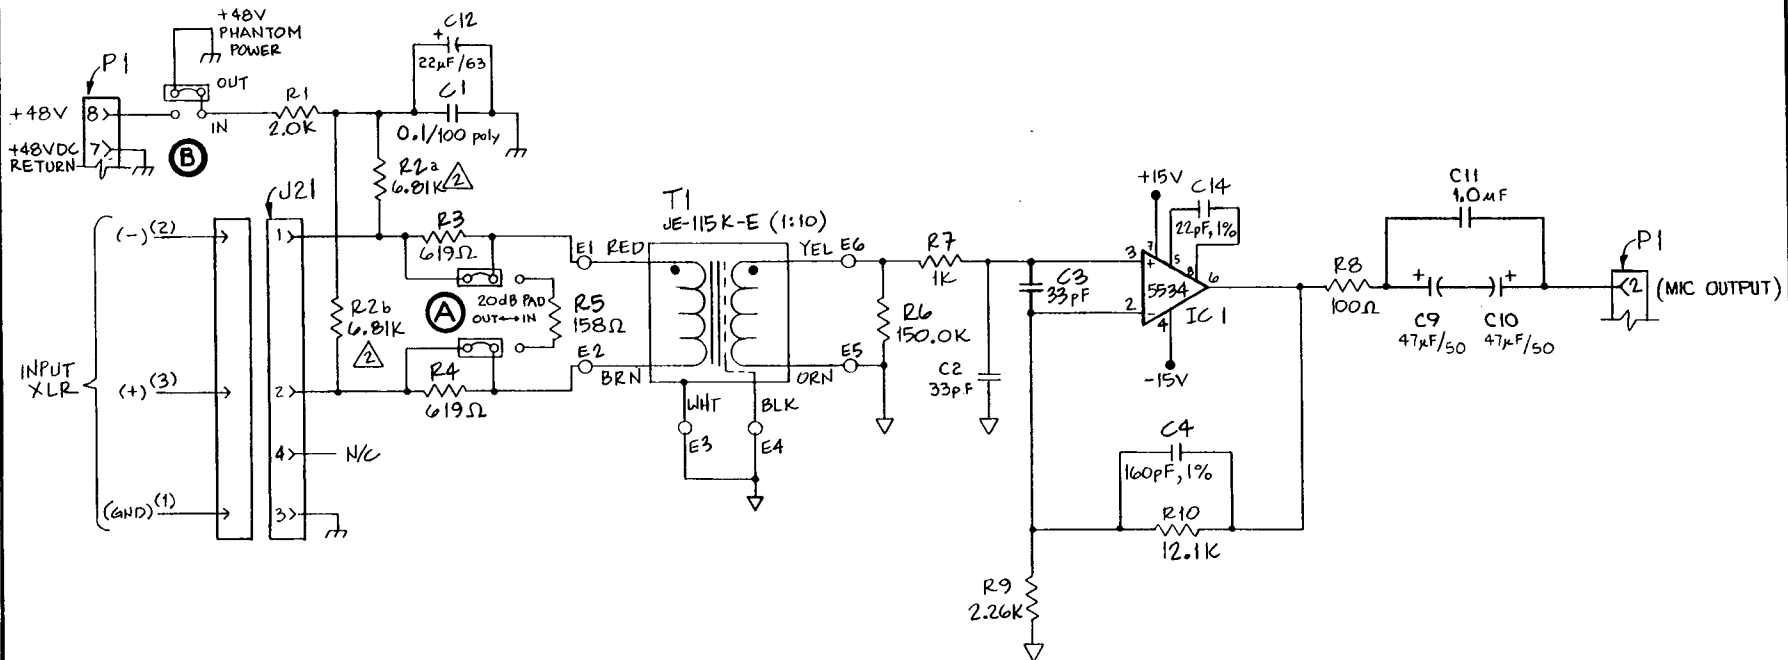 +48V
PHANTOM
POWER
P1
OUT
+48V
8
IN
+48VDC
RETURN
7
B
R1
2.0K
C12
+
22µF/63
C1
0.1/100 poly
R2a
6.81K
2
J21
INPUT
XLR
(-)(2)
1
(+)(3)
2
4
N/C
(GND)(1)
3
R3
619Ω
A
20dB PAD
OUT↔IN
R5
158Ω
R2b
6.81K
2
R4
619Ω
E1
RED
E2
BRN
T1
JE-115K-E (1:10)
YEL
E6
ORN
E5
WHT
BLK
E3
E4
R7
1K
R6
150.0K
C2
33pF
C3
33pF
+15V
C14
22pF, 1%
7
5
8
3
+
5534
6
2
-
4
IC1
-15V
C4
160pF, 1%
R10
12.1K
R9
2.26K
R8
100Ω
C11
1.0µF
+
+
C9
47µF/50
C10
47µF/50
P1
2
(MIC OUTPUT)